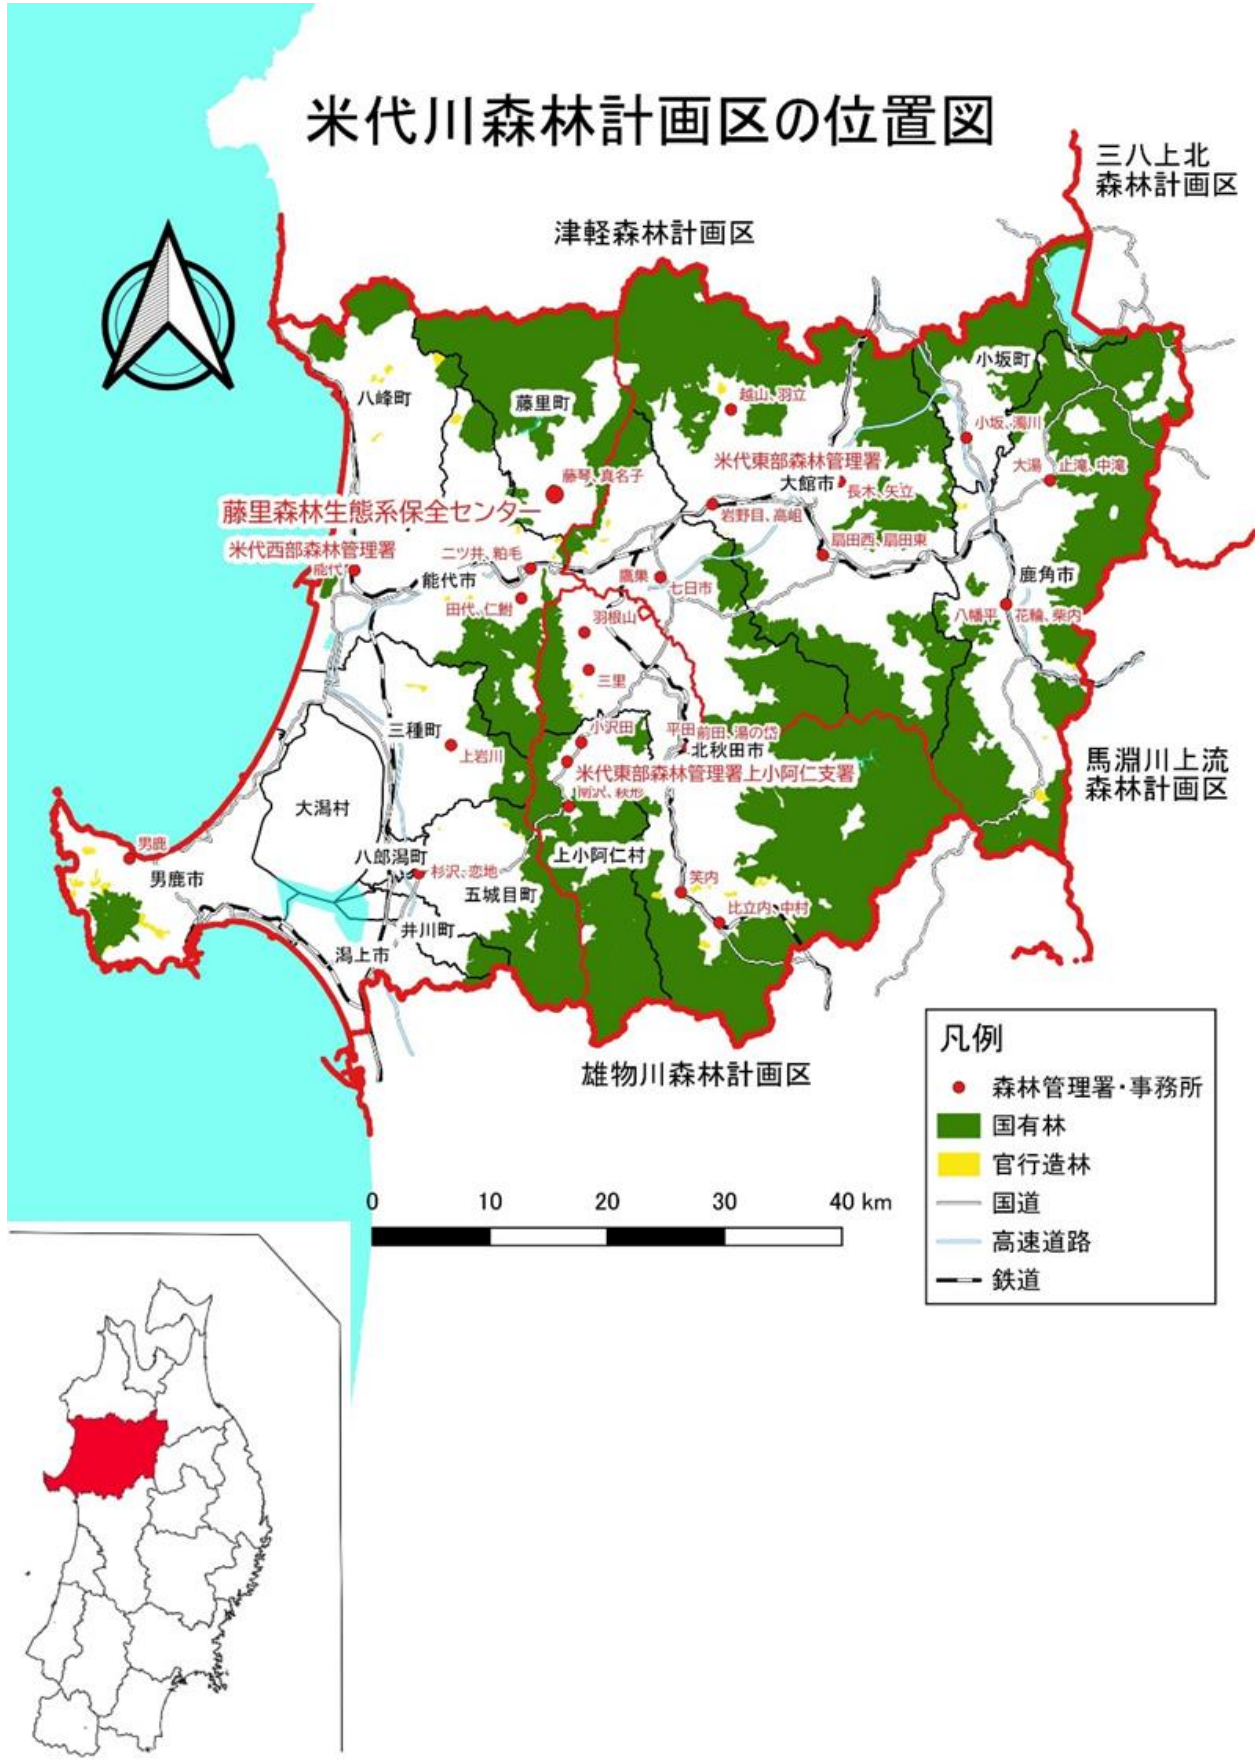 米代川森林計画区の位置図
三八上北
森林計画区
津軽森林計画区
小坂町
八峰町
藤里町
越山、羽立
小坂、濁川
米代東部森林管理署
大湯
止滝、中滝
藤琴、真名子
大館市
長木、矢立
藤里森林生態系保全センター
岩野目、高岨
米代西部森林管理署
能代
二ツ井、粕毛
扇田西、扇田東
能代市
鷹巣
七日市
鹿角市
田代、仁鮒
羽根山
八幡平
花輪、柴内
三里
三種町
小沢田
平田
前田、湯の岱
上岩川
北秋田市
馬淵川上流
森林計画区
米代東部森林管理署上小阿仁支署
大潟村
男鹿
八郎潟町
上小阿仁村
男鹿市
杉沢、恋地
笑内
五城目町
比立内、中村
井川町
潟上市
雄物川森林計画区
凡例
森林管理署・事務所
国有林
官行造林
国道
高速道路
鉄道
0 10 20 30 40 km